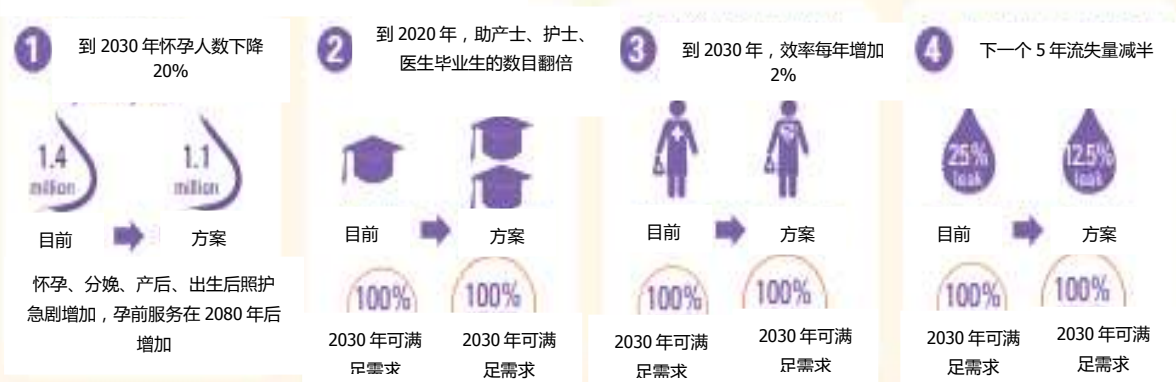 1
到 2030 年怀孕人数下降
20%
1.4
million
1.1
million
目前
方案
怀孕、分娩、产后、出生后照护
急剧增加，孕前服务在 2080 年后
增加
2
到 2020 年，助产士、护士、
医生毕业生的数目翻倍
目前
方案
100%
100%
2030 年可满
足需求
2030 年可满
足需求
3
到 2030 年，效率每年增加
2%
目前
方案
100%
100%
2030 年可满
足需求
2030 年可满
足需求
4
下一个 5 年流失量减半
25%
leak
12.5%
leak
目前
方案
100%
100%
2030 年可满
足需求
2030 年可满
足需求